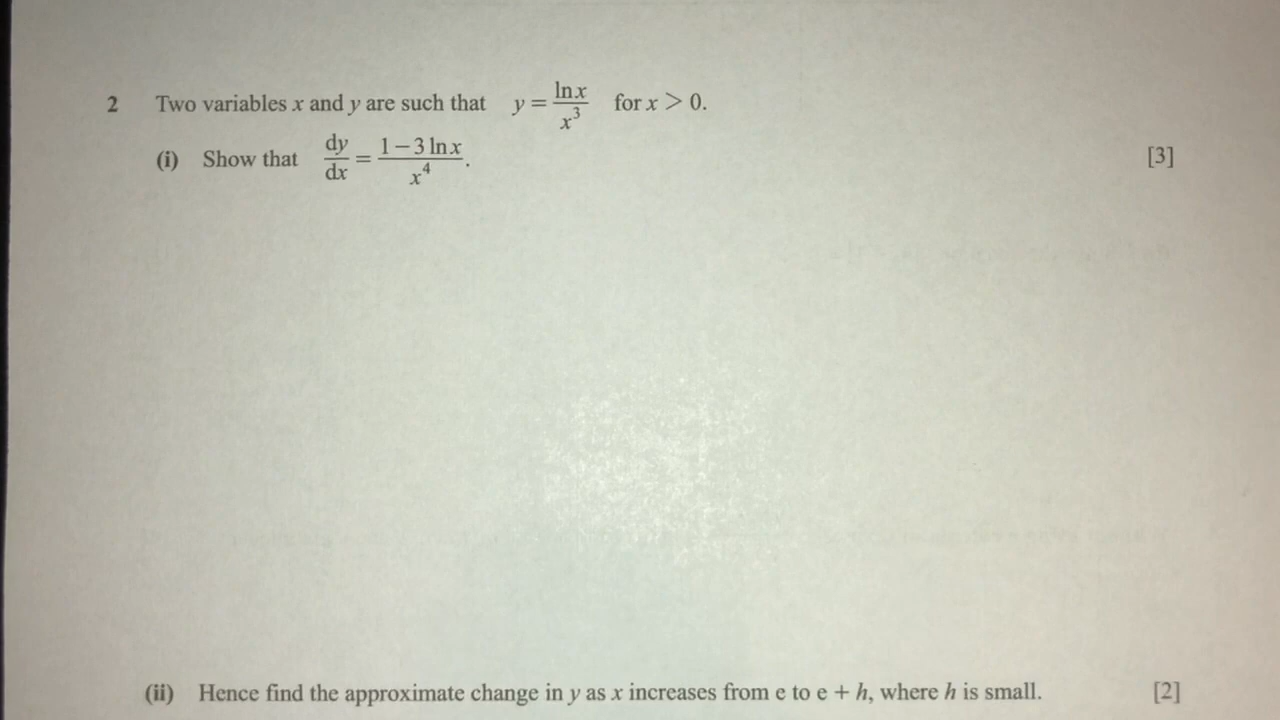 2 Two variables x and y are such that y = ln x / x³ for x > 0.
(i) Show that dy/dx = (1 − 3 ln x) / x⁴. [3]
(ii) Hence find the approximate change in y as x increases from e to e + h, where h is small. [2]